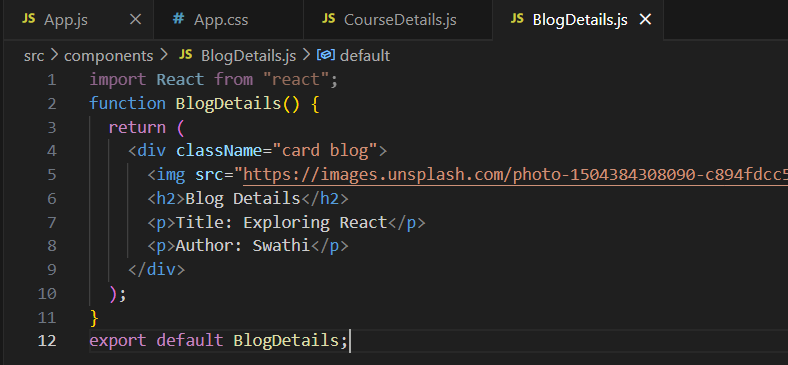 JS App.js × # App.css JS CourseDetails.js JS BlogDetails.js ×
src > components > JS BlogDetails.js > default
1 import React from "react";
2 function BlogDetails() {
3 return (
4 <div className="card blog">
5 <img src="https://images.unsplash.com/photo-1504384308090-c894fdcc5
6 <h2>Blog Details</h2>
7 <p>Title: Exploring React</p>
8 <p>Author: Swathi</p>
9 </div>
10 );
11 }
12 export default BlogDetails;